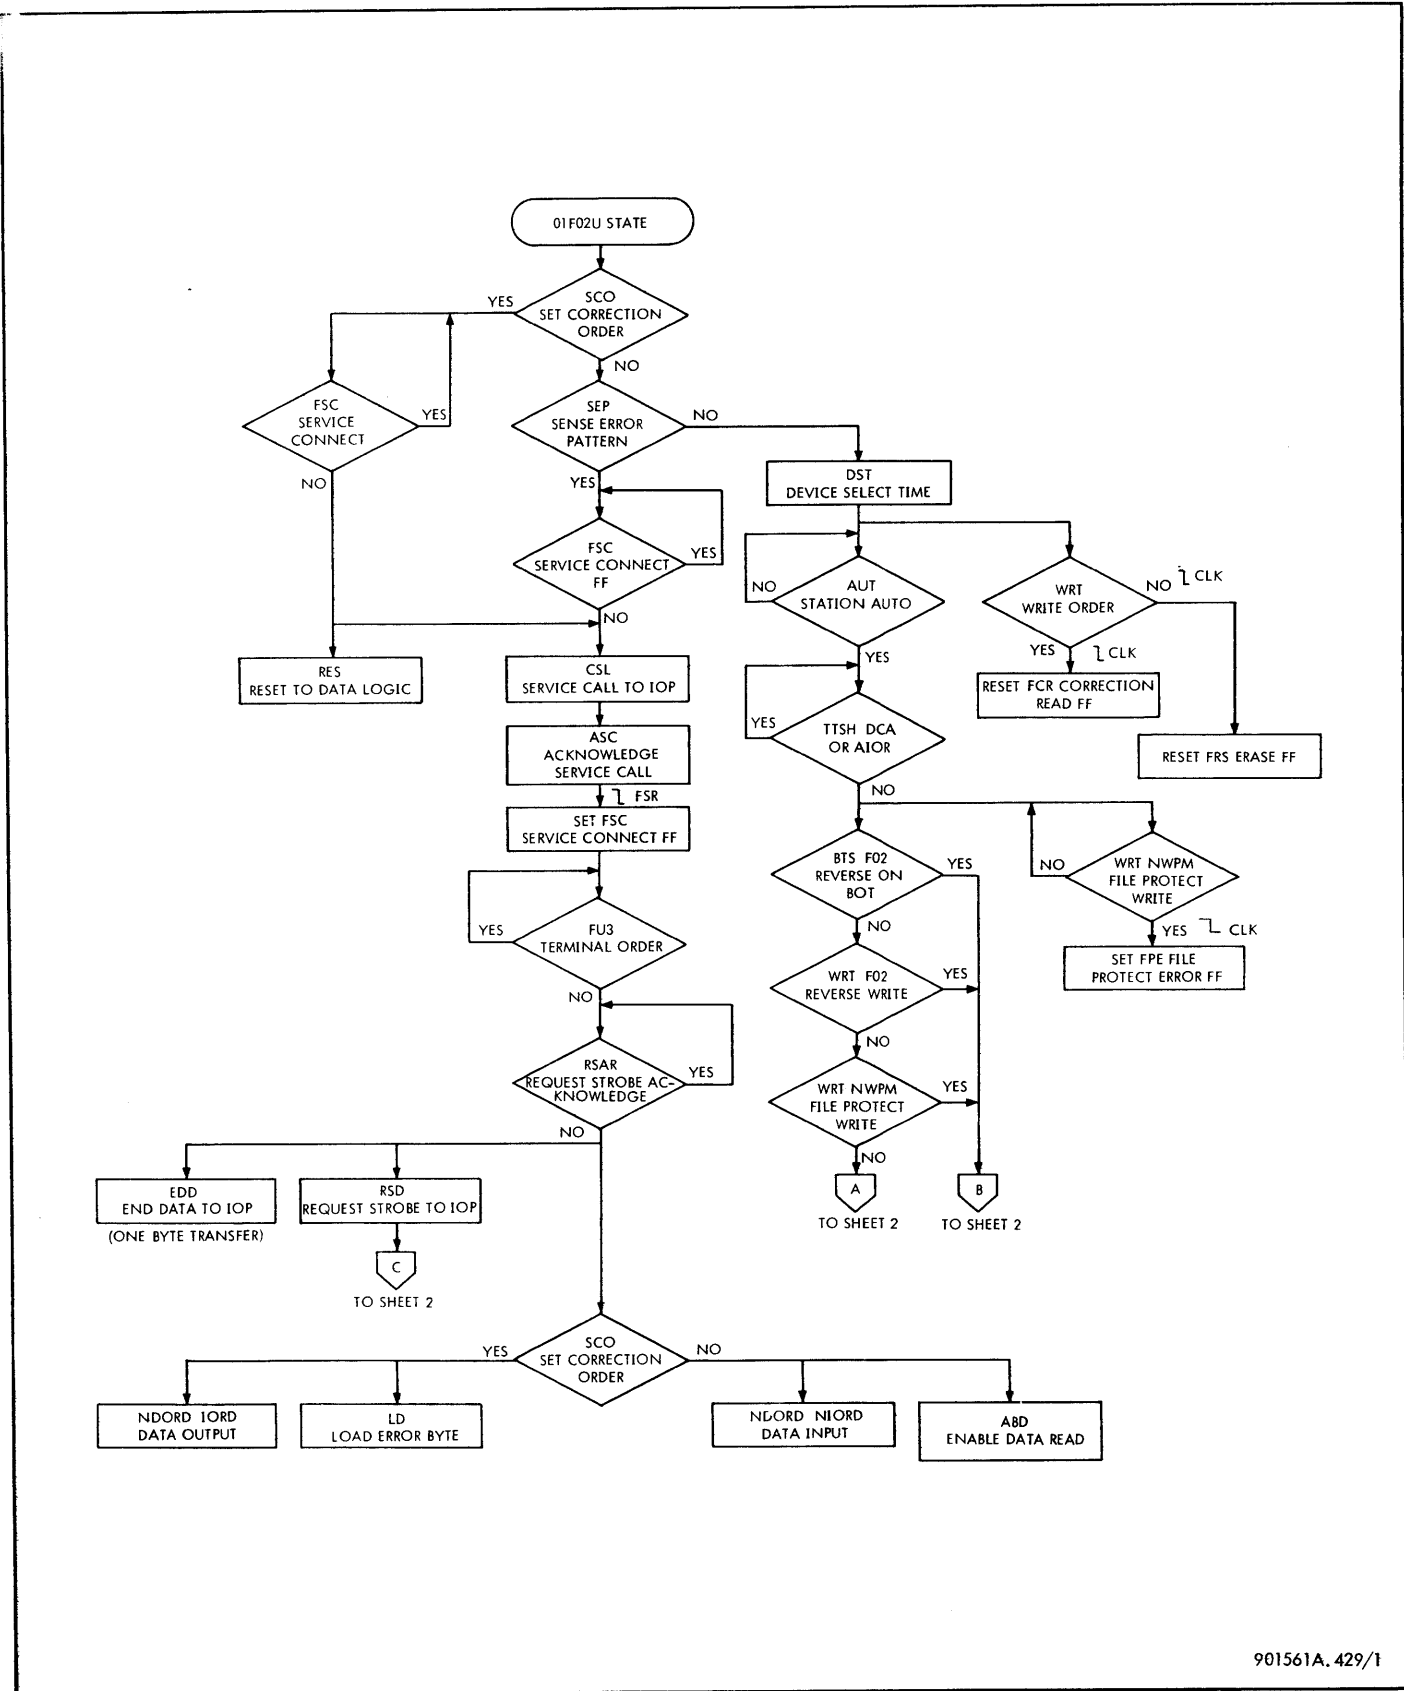 01F02U STATE
SCO
SET CORRECTION
ORDER
YES
NO
FSC
SERVICE
CONNECT
YES
NO
SEP
SENSE ERROR
PATTERN
NO
YES
DST
DEVICE SELECT TIME
FSC
SERVICE CONNECT
FF
YES
NO
AUT
STATION AUTO
NO
YES
WRT
WRITE ORDER
NO CLK
YES CLK
RES
RESET TO DATA LOGIC
CSL
SERVICE CALL TO IOP
RESET FCR CORRECTION
READ FF
ASC
ACKNOWLEDGE
SERVICE CALL
YES
TTSH DCA
OR AIOR
NO
RESET FRS ERASE FF
FSR
SET FSC
SERVICE CONNECT FF
BTS F02
REVERSE ON
BOT
YES
NO
NO
WRT NWPM
FILE PROTECT
WRITE
YES CLK
YES
FU3
TERMINAL ORDER
NO
WRT F02
REVERSE WRITE
YES
NO
SET FPE FILE
PROTECT ERROR FF
RSAR
REQUEST STROBE AC-
KNOWLEDGE
YES
NO
WRT NWPM
FILE PROTECT
WRITE
YES
NO
EDD
END DATA TO IOP
(ONE BYTE TRANSFER)
RSD
REQUEST STROBE TO IOP
A
TO SHEET 2
B
TO SHEET 2
C
TO SHEET 2
SCO
SET CORRECTION
ORDER
YES
NO
NDORD IORD
DATA OUTPUT
LD
LOAD ERROR BYTE
NDORD NIORD
DATA INPUT
ABD
ENABLE DATA READ
901561A.429/1